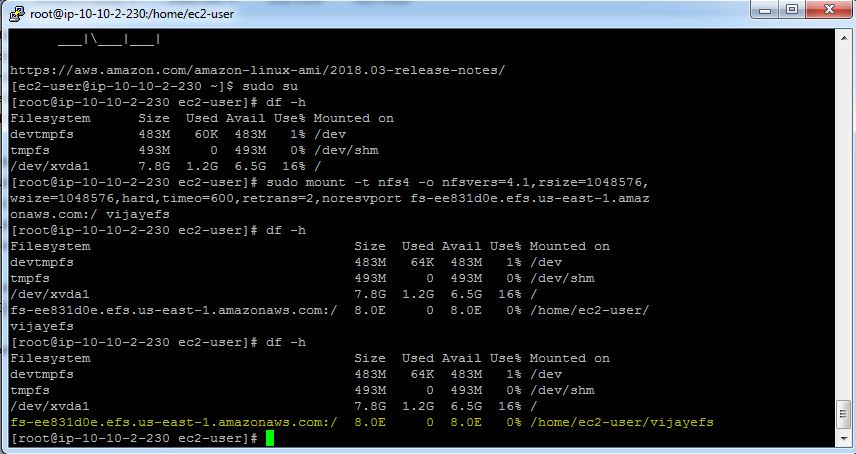 root@ip-10-10-2-230:/home/ec2-user
___|\___|___|
https://aws.amazon.com/amazon-linux-ami/2018.03-release-notes/
[ec2-user@ip-10-10-2-230 ~]$ sudo su
[root@ip-10-10-2-230 ec2-user]# df -h
Filesystem      Size  Used Avail Use% Mounted on
devtmpfs        483M   60K  483M   1% /dev
tmpfs           493M     0  493M   0% /dev/shm
/dev/xvda1      7.8G  1.2G  6.5G  16% /
[root@ip-10-10-2-230 ec2-user]# sudo mount -t nfs4 -o nfsvers=4.1,rsize=1048576,
wsize=1048576,hard,timeo=600,retrans=2,noresvport fs-ee831d0e.efs.us-east-1.amaz
onaws.com:/ vijayefs
[root@ip-10-10-2-230 ec2-user]# df -h
Filesystem                                 Size  Used Avail Use% Mounted on
devtmpfs                                   483M   64K  483M   1% /dev
tmpfs                                      493M     0  493M   0% /dev/shm
/dev/xvda1                                 7.8G  1.2G  6.5G  16% /
fs-ee831d0e.efs.us-east-1.amazonaws.com:/  8.0E     0  8.0E   0% /home/ec2-user/
vijayefs
[root@ip-10-10-2-230 ec2-user]# df -h
Filesystem                                 Size  Used Avail Use% Mounted on
devtmpfs                                   483M   64K  483M   1% /dev
tmpfs                                      493M     0  493M   0% /dev/shm
/dev/xvda1                                 7.8G  1.2G  6.5G  16% /
fs-ee831d0e.efs.us-east-1.amazonaws.com:/  8.0E     0  8.0E   0% /home/ec2-user/vijayefs
[root@ip-10-10-2-230 ec2-user]#